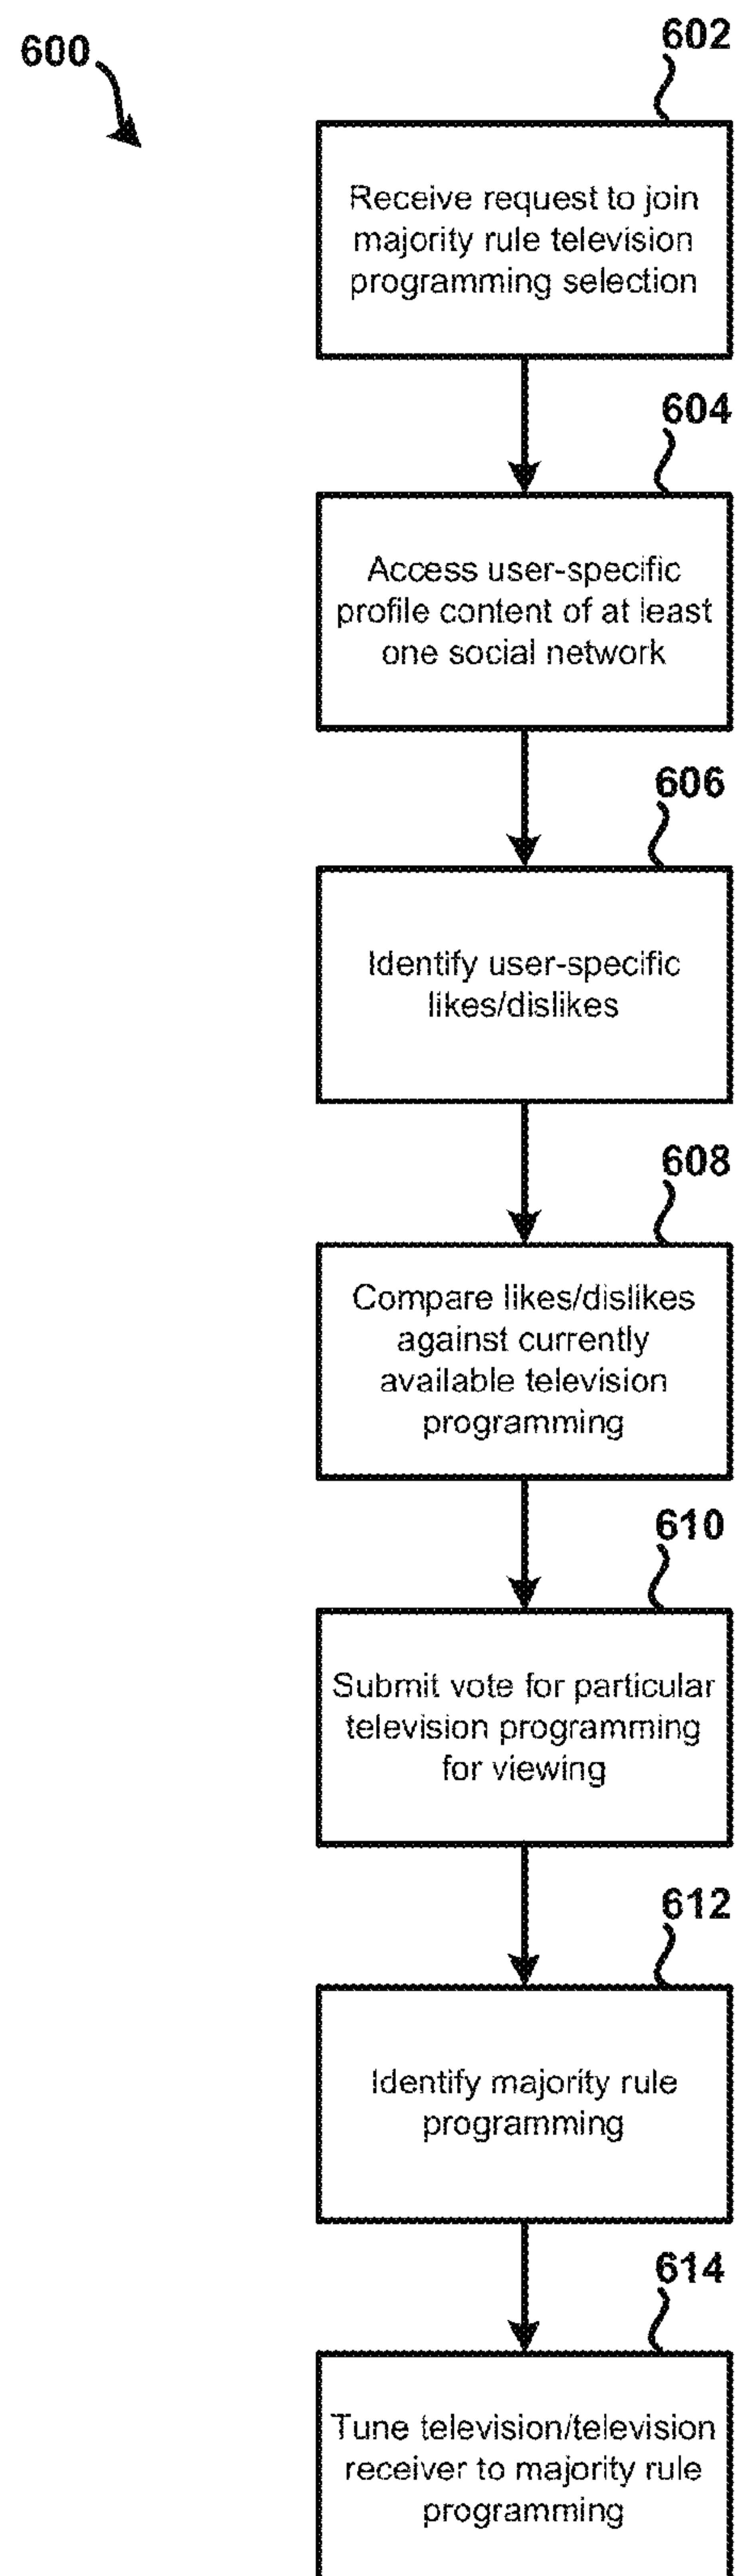 600
602
Receive request to join
majority rule television
programming selection
604
Access user-specific
profile content of at least
one social network
606
Identify user-specific
likes/dislikes
608
Compare likes/dislikes
against currently
available television
programming
610
Submit vote for particular
television programming
for viewing
612
Identify majority rule
programming
614
Tune television/television
receiver to majority rule
programming